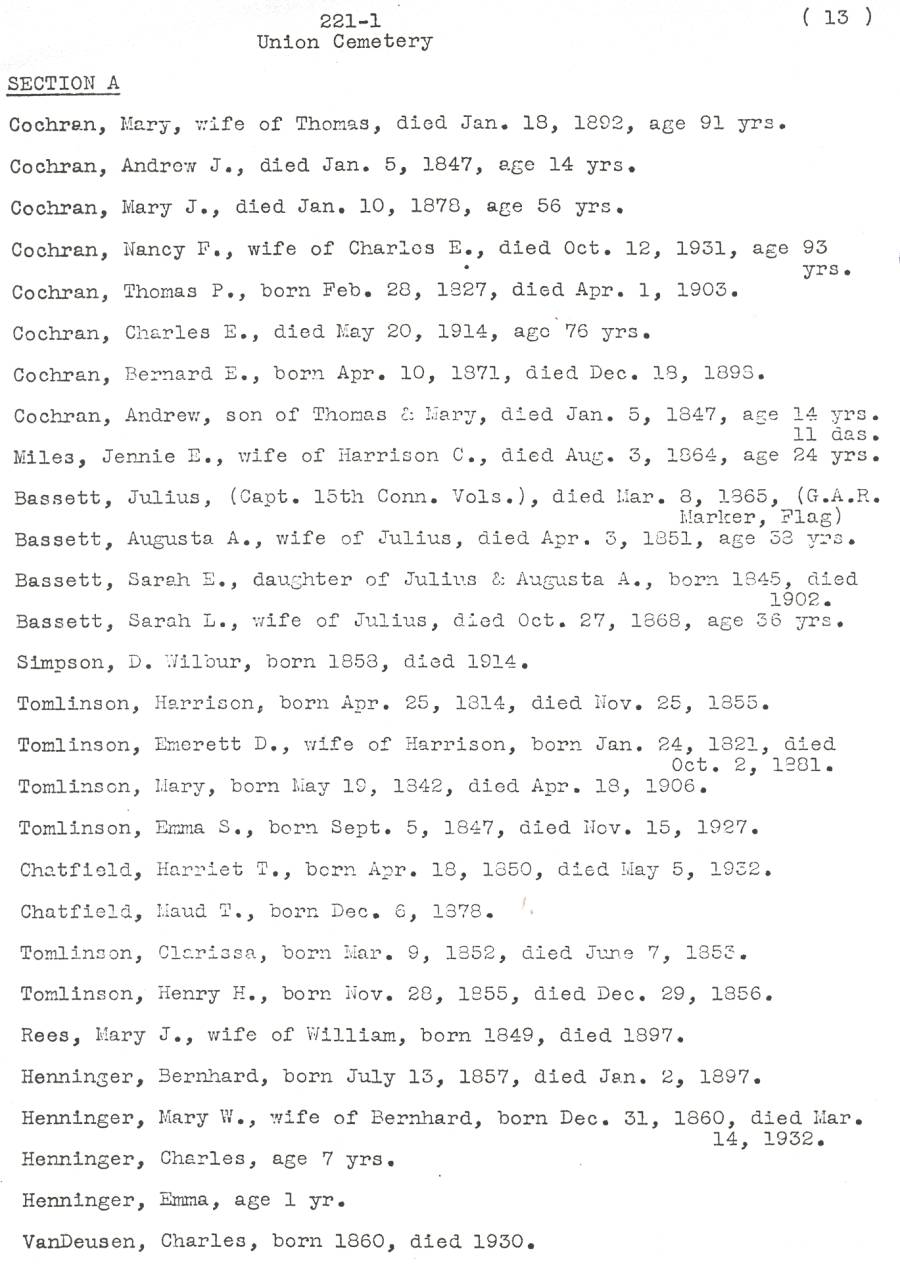 221-1
( 13 )
Union Cemetery
SECTION A
Cochran, Mary, wife of Thomas, died Jan. 18, 1892, age 91 yrs.
Cochran, Andrew J., died Jan. 5, 1847, age 14 yrs.
Cochran, Mary J., died Jan. 10, 1878, age 56 yrs.
Cochran, Nancy F., wife of Charles E., died Oct. 12, 1931, age 93
yrs.
Cochran, Thomas P., born Feb. 28, 1827, died Apr. 1, 1903.
Cochran, Charles E., died May 20, 1914, age 76 yrs.
Cochran, Bernard E., born Apr. 10, 1871, died Dec. 18, 1898.
Cochran, Andrew, son of Thomas & Mary, died Jan. 5, 1847, age 14 yrs.
11 das.
Miles, Jennie E., wife of Harrison C., died Aug. 3, 1864, age 24 yrs.
Bassett, Julius, (Capt. 15th Conn. Vols.), died Mar. 8, 1865, (G.A.R.
Marker, Flag)
Bassett, Augusta A., wife of Julius, died Apr. 3, 1851, age yrs.
Bassett, Sarah E., daughter of Julius & Augusta A., born 1845, died
1902.
Bassett, Sarah L., wife of Julius, died Oct. 27, 1868, age 36 yrs.
Simpson, D. Wilbur, born 1858, died 1914.
Tomlinson, Harrison, born Apr. 25, 1814, died Nov. 25, 1855.
Tomlinson, Emerett D., wife of Harrison, born Jan. 24, 1821, died
Oct. 2, 1881.
Tomlinson, Mary, born May 19, 1842, died Apr. 18, 1906.
Tomlinson, Emma S., born Sept. 5, 1847, died Nov. 15, 1927.
Chatfield, Harriet T., born Apr. 18, 1850, died May 5, 1932.
Chatfield, Maud T., born Dec. 6, 1878.
Tomlinson, Clarissa, born Mar. 9, 1852, died June 7, 1853.
Tomlinson, Henry H., born Nov. 28, 1855, died Dec. 29, 1856.
Rees, Mary J., wife of William, born 1849, died 1897.
Henninger, Bernhard, born July 13, 1857, died Jan. 2, 1897.
Henninger, Mary W., wife of Bernhard, born Dec. 31, 1860, died Mar.
14, 1932.
Henninger, Charles, age 7 yrs.
Henninger, Emma, age 1 yr.
VanDeusen, Charles, born 1860, died 1930.